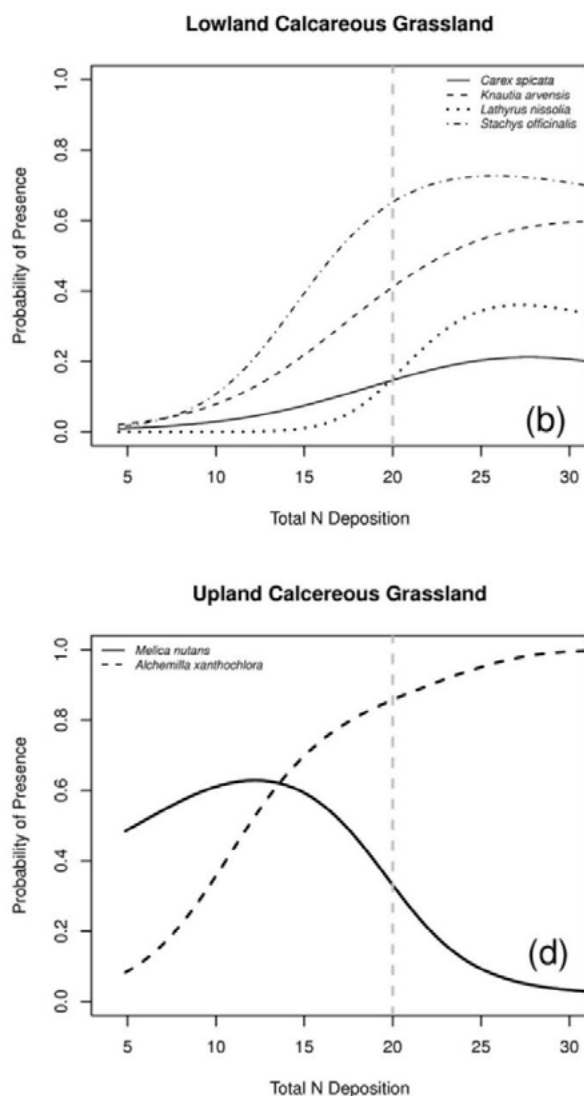 Lowland Calcareous Grassland
Carex spicata
Knautia arvensis
Lathyrus nissolia
Stachys officinalis
Probability of Presence
0.0 0.2 0.4 0.6 0.8 1.0
(b)
5 10 15 20 25 30
Total N Deposition
Upland Calcereous Grassland
Melica nutans
Alchemilla xanthochlora
Probability of Presence
0.0 0.2 0.4 0.6 0.8 1.0
(d)
5 10 15 20 25 30
Total N Deposition